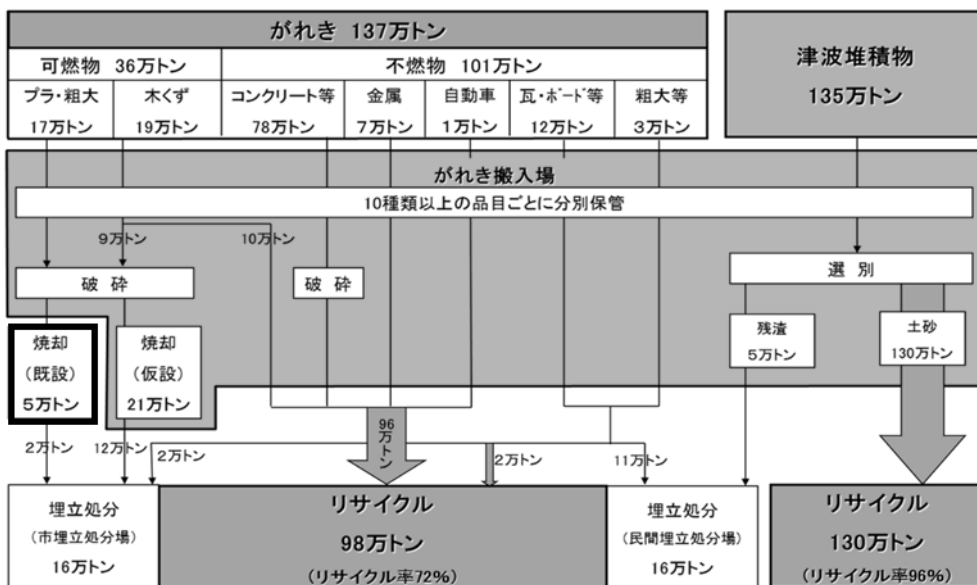 がれき 137万トン
可燃物 36万トン
不燃物 101万トン
プラ・粗大
17万トン
木くず
19万トン
コンクリート等
78万トン
金属
7万トン
自動車
1万トン
瓦・ボード等
12万トン
粗大等
3万トン
津波堆積物
135万トン
がれき搬入場
10種類以上の品目ごとに分別保管
9万トン
10万トン
破 砕
破 砕
選 別
焼却
(既設)
5万トン
焼却
(仮設)
21万トン
残渣
5万トン
土砂
130万トン
2万トン
12万トン
2万トン
96万トン
2万トン
11万トン
埋立処分
(市埋立処分場)
16万トン
リサイクル
98万トン
(リサイクル率72%)
埋立処分
(民間埋立処分場)
16万トン
リサイクル
130万トン
(リサイクル率96%)